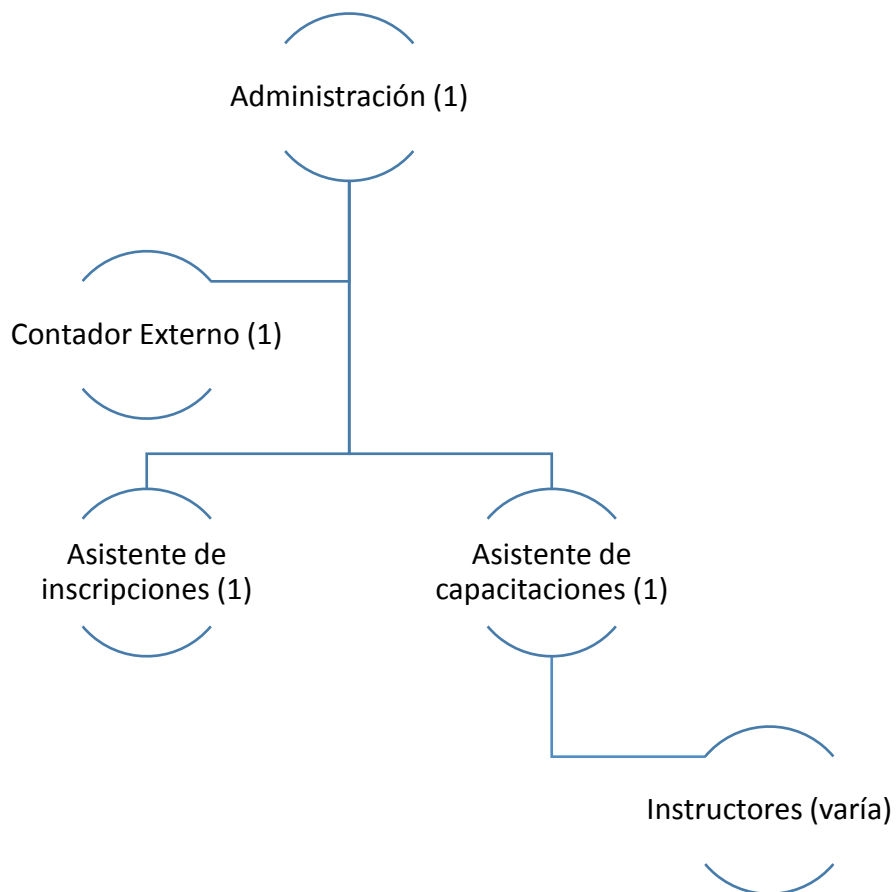 Administración (1)
Contador Externo (1)
Asistente de
inscripciones (1)
Asistente de
capacitaciones (1)
Instructores (varía)